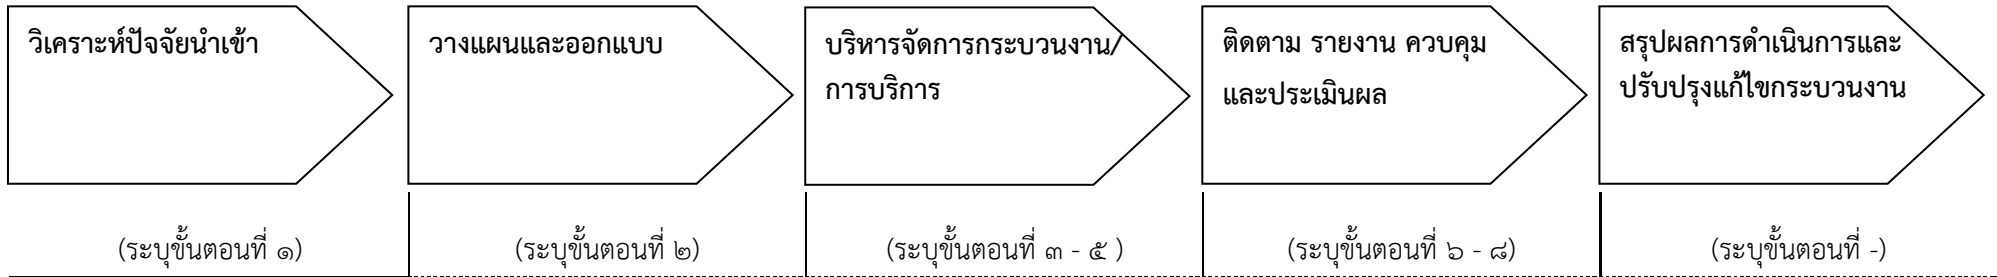 วิเคราะห์ปัจจัยนำเข้า
วางแผนและออกแบบ
บริหารจัดการกระบวนงาน/
การบริการ
ติดตาม รายงาน ควบคุม
และประเมินผล
สรุปผลการดำเนินการและ
ปรับปรุงแก้ไขกระบวนงาน
(ระบุขั้นตอนที่ ๑)
(ระบุขั้นตอนที่ ๒)
(ระบุขั้นตอนที่ ๓ - ๕ )
(ระบุขั้นตอนที่ ๖ - ๘)
(ระบุขั้นตอนที่ -)